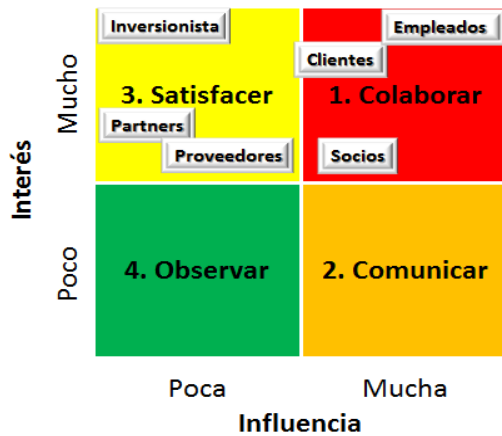 Inversionista
Empleados
Clientes
3. Satisfacer
1. Colaborar
Partners
Proveedores
Socios
Mucho
Interés
Poco
4. Observar
2. Comunicar
Poca
Mucha
Influencia